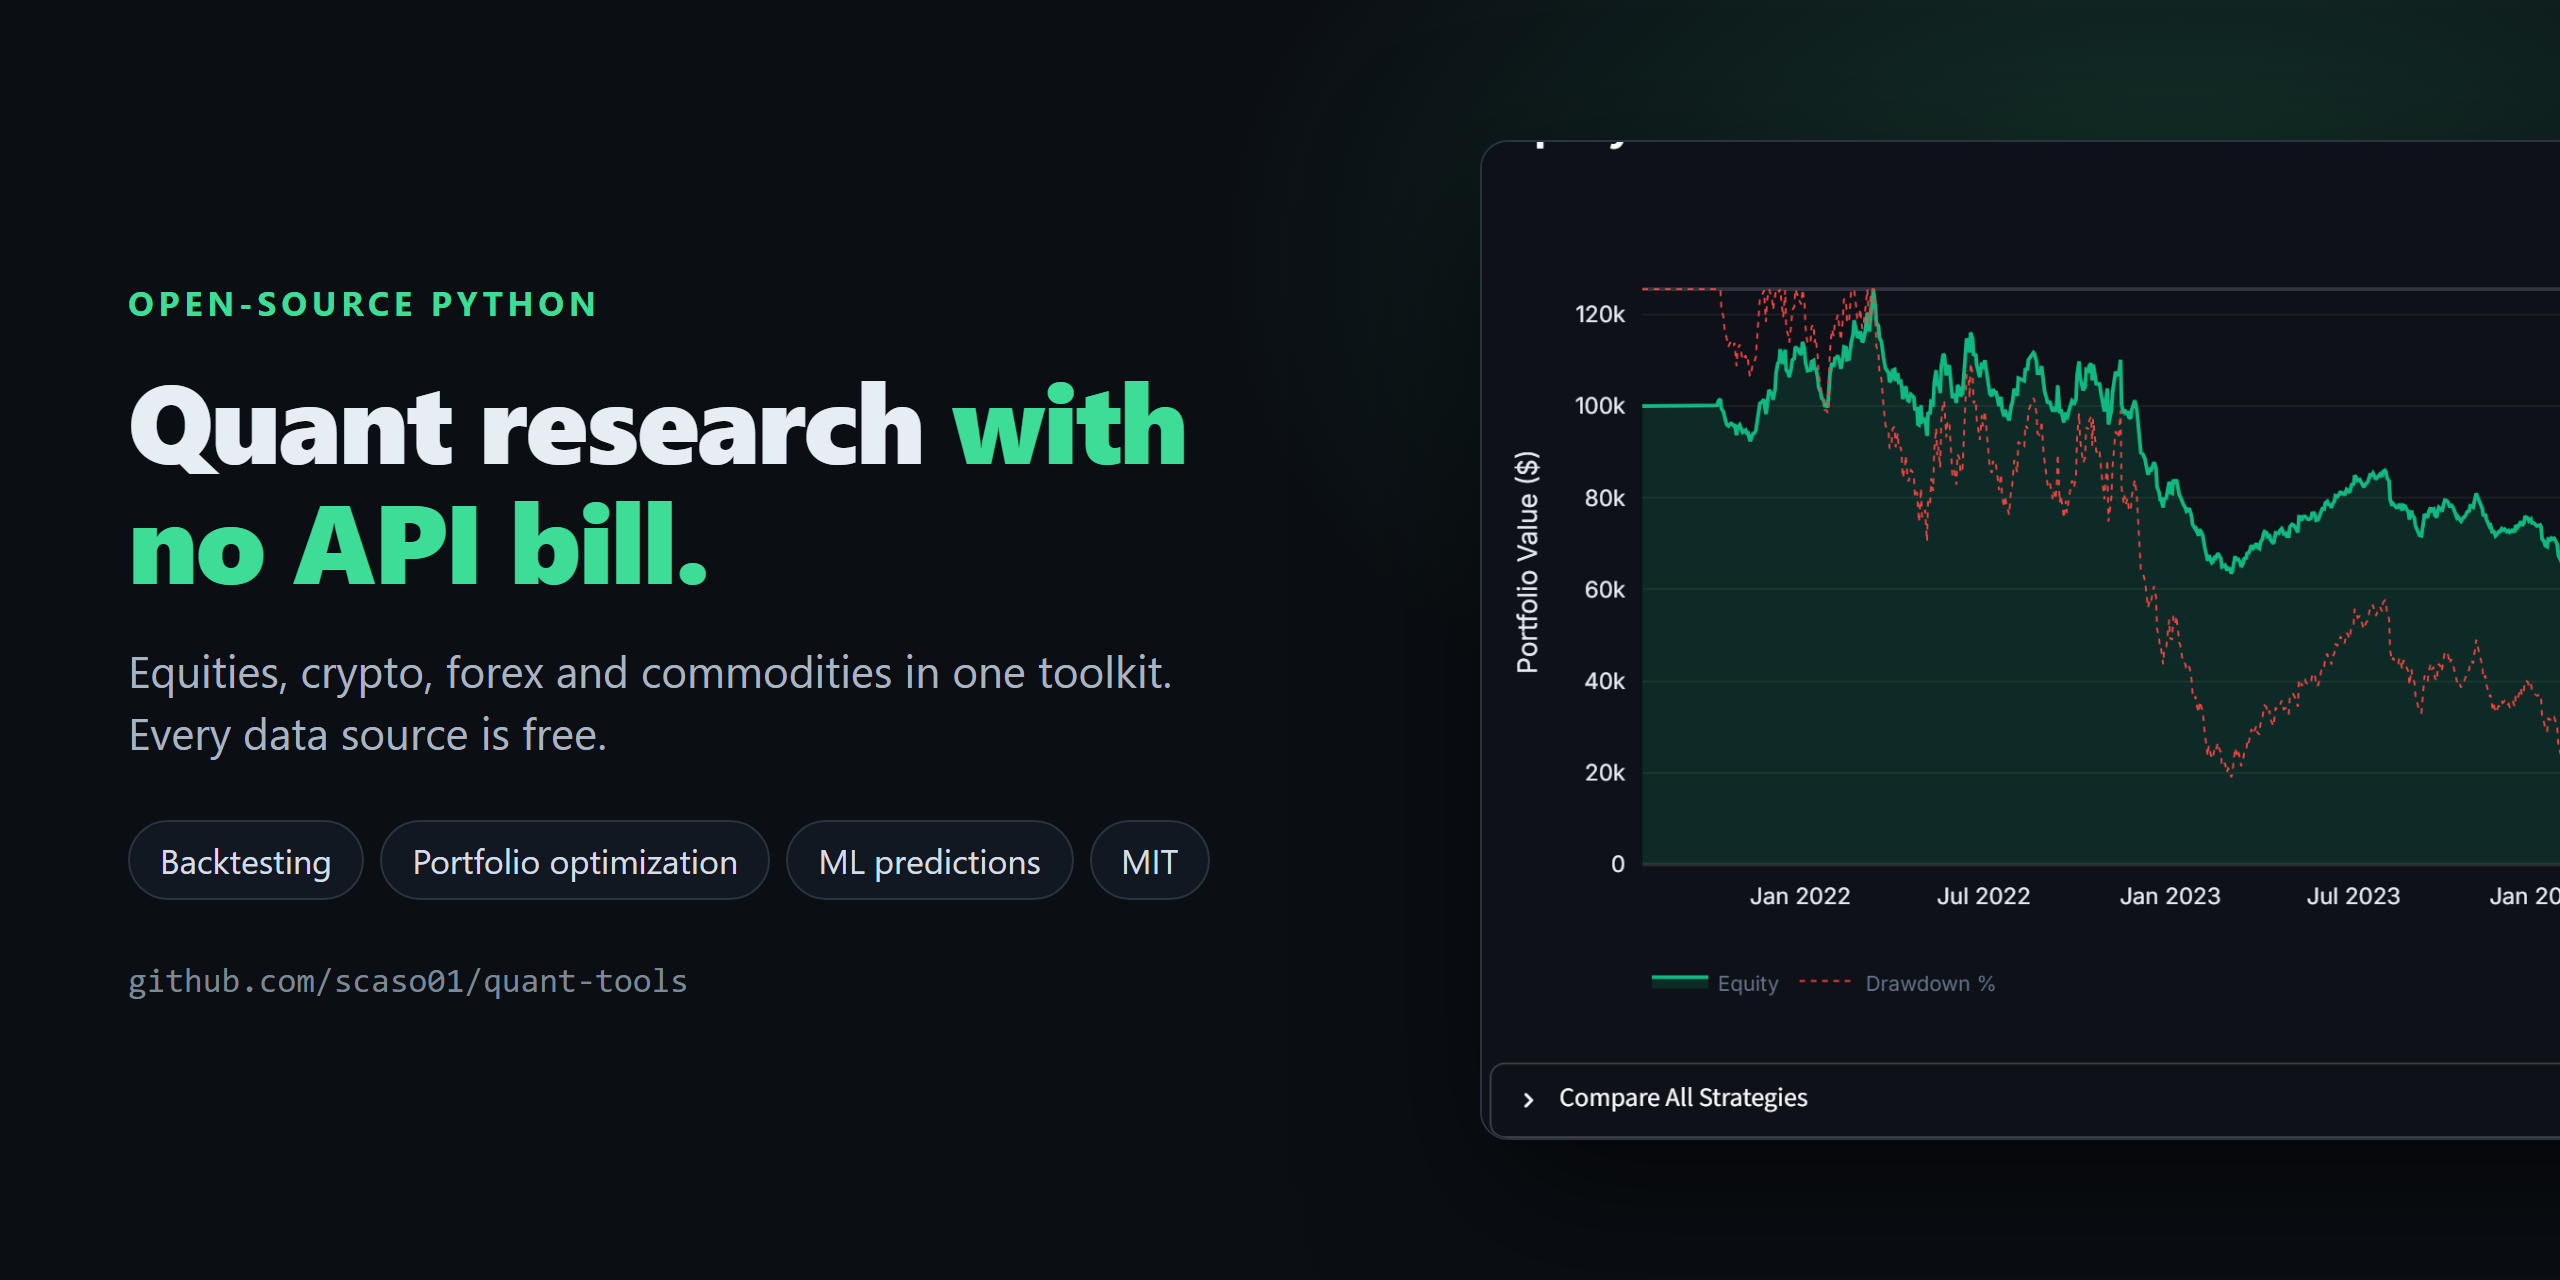 OPEN-SOURCE PYTHON
Quant research with
no API bill.
Equities, crypto, forex and commodities in one toolkit.
Every data source is free.
Backtesting
Portfolio optimization
ML predictions
MIT
github.com/scaso01/quant-tools
Portfolio Value ($)
120k
100k
80k
60k
40k
20k
0
Jan 2022
Jul 2022
Jan 2023
Jul 2023
Jan 20
Equity
Drawdown %
Compare All Strategies